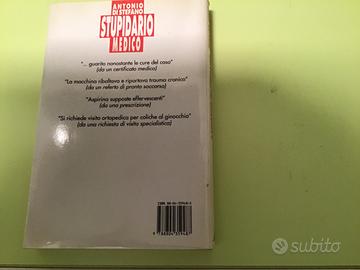 ANTONIO
DI STEFANO
STUPIDARIO
MEDICO
"... guarito nonostante le cure del caso"
(da un certificato medico)
"La macchina ribaltava e riportava trauma cronico"
(da un referto di pronto soccorso)
"Aspirina supposte effervescenti"
(da una prescrizione)
"Si richiede visita ortopedica per coliche al ginocchio"
(da una richiesta di visita specialistica)
subito